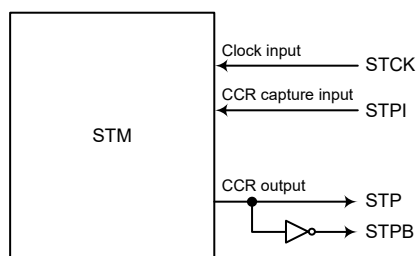 Clock input
STCK
CCR capture input
STPI
STM
CCR output
STP
STPB